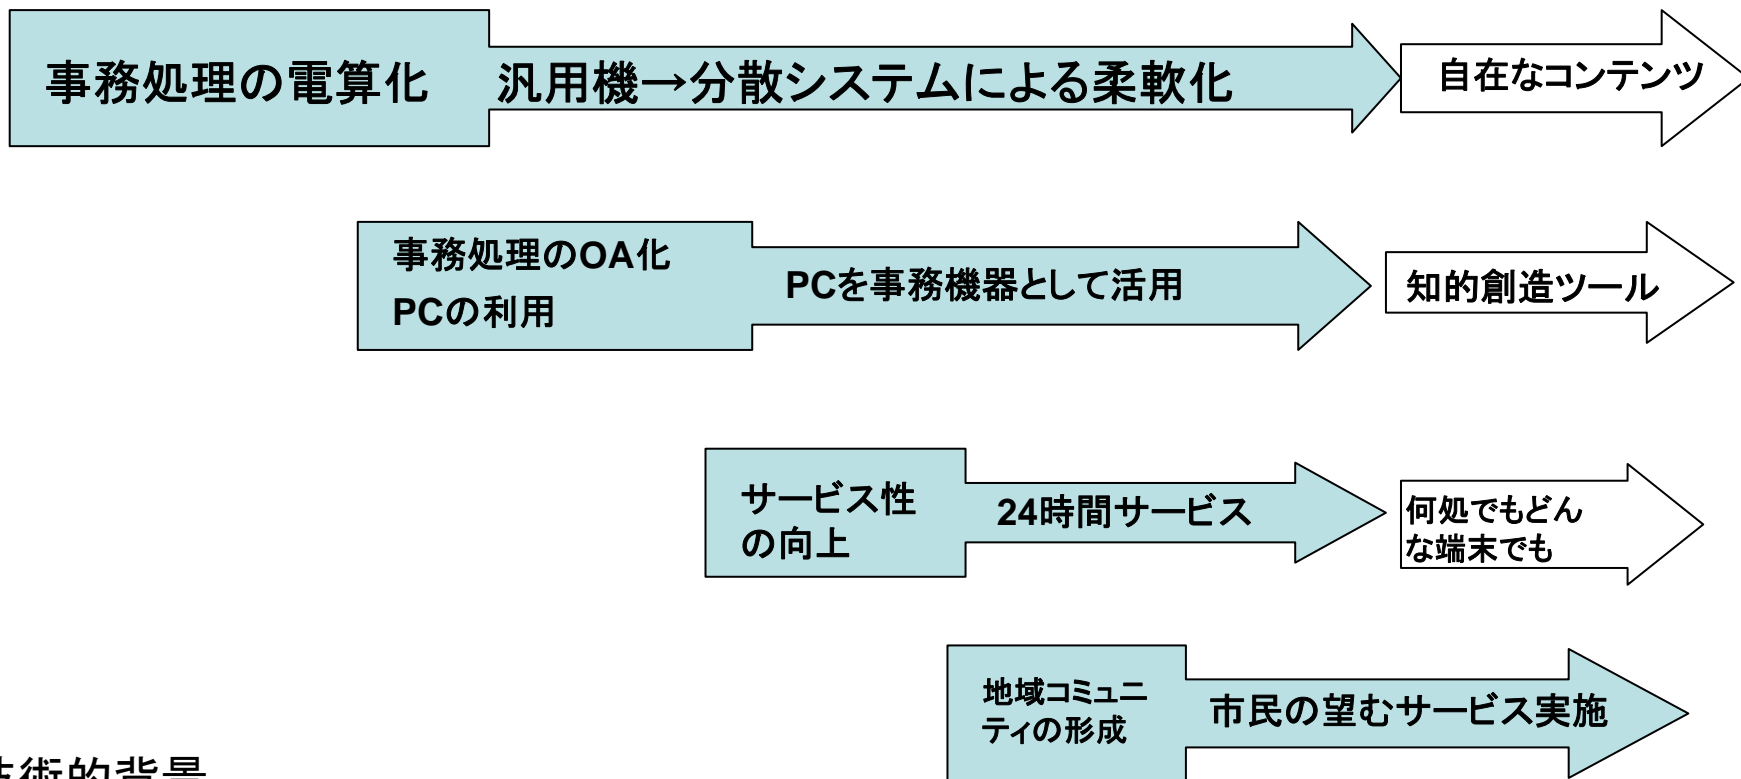 事務処理の電算化
汎用機→分散システムによる柔軟化
自在なコンテンツ
事務処理のOA化
PCの利用
PCを事務機器として活用
知的創造ツール
サービス性
の向上
24時間サービス
何処でもどん
な端末でも
地域コミュニ
ティの形成
市民の望むサービス実施
技術的背景